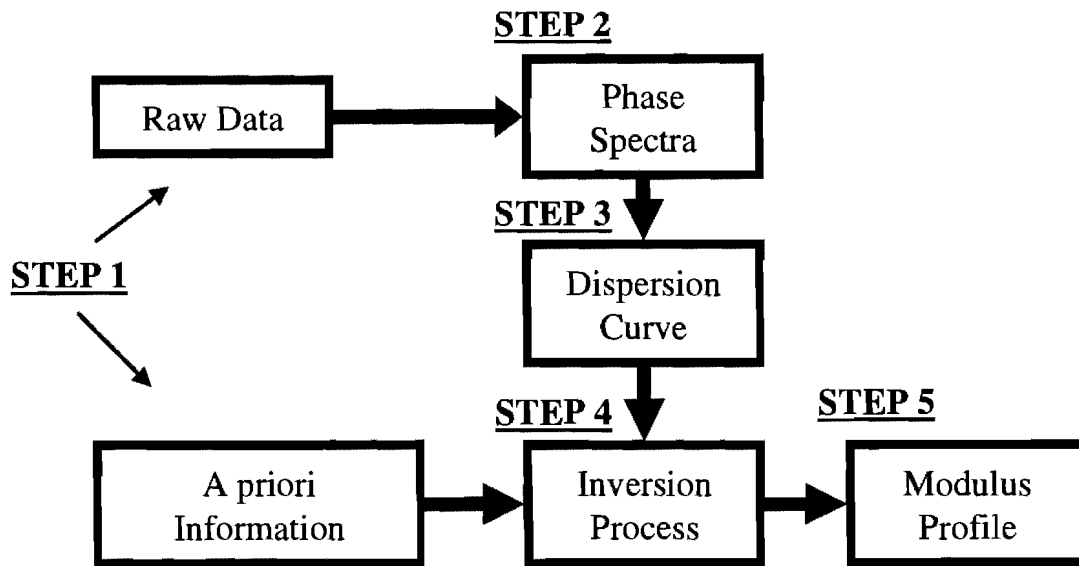 STEP 2
Raw Data
Phase
Spectra
STEP 1
STEP 3
Dispersion
Curve
STEP 4
STEP 5
A priori
Information
Inversion
Process
Modulus
Profile